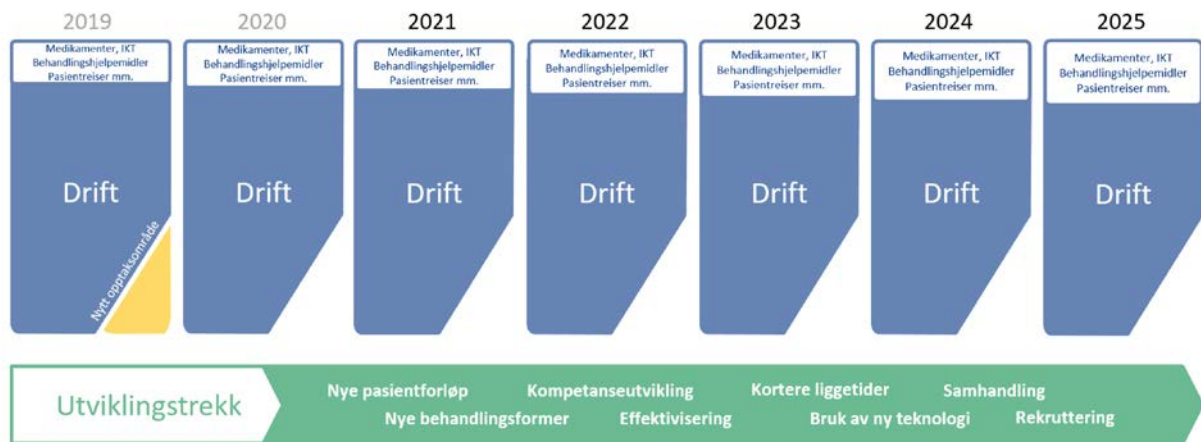 2019
2020
2021
2022
2023
2024
2025
Medikamenter, IKT
Behandlingshjelpemidler
Pasientreiser mm.
Medikamenter, IKT
Behandlingshjelpemidler
Pasientreiser mm.
Medikamenter, IKT
Behandlingshjelpemidler
Pasientreiser mm.
Medikamenter, IKT
Behandlingshjelpemidler
Pasientreiser mm.
Medikamenter, IKT
Behandlingshjelpemidler
Pasientreiser mm.
Medikamenter, IKT
Behandlingshjelpemidler
Pasientreiser mm.
Medikamenter, IKT
Behandlingshjelpemidler
Pasientreiser mm.
Drift
Drift
Drift
Drift
Drift
Drift
Drift
Nytt opptaksområde
Utviklingstrekk
Nye pasientforløp
Kompetanseutvikling
Kortere liggetider
Samhandling
Nye behandlingsformer
Effektivisering
Bruk av ny teknologi
Rekruttering